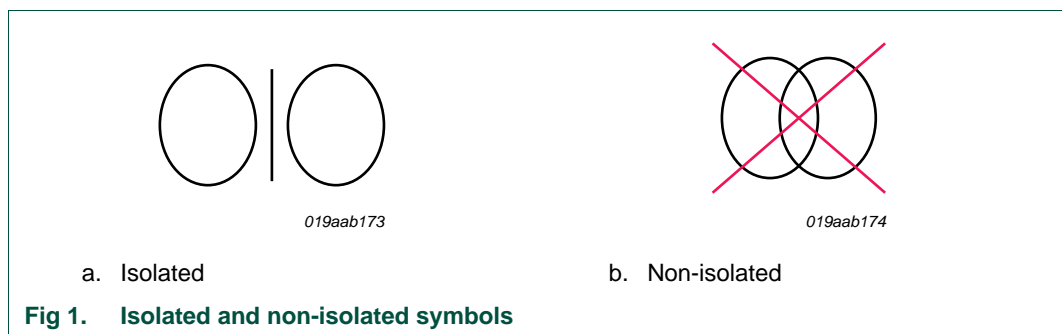 019aab173
019aab174
a. Isolated
b. Non-isolated
Fig 1. Isolated and non-isolated symbols